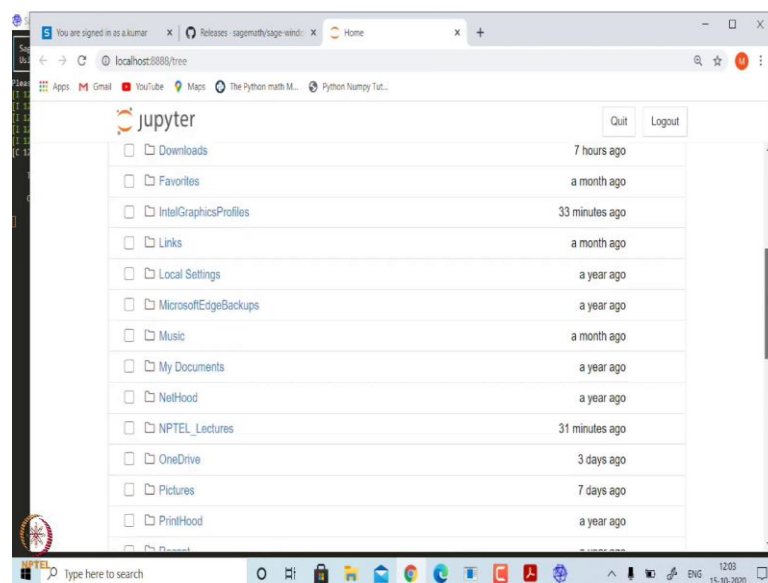 S You are signed in as a.kumar x Releases - sagemath/sage-windo x Home x +
localhost:8888/tree M
Apps M Gmail YouTube Maps The Python math M... Python Numpy Tut...
jupyter Quit Logout
Downloads 7 hours ago
Favorites a month ago
IntelGraphicsProfiles 33 minutes ago
Links a month ago
Local Settings a year ago
MicrosoftEdgeBackups a year ago
Music a month ago
My Documents a year ago
NetHood a year ago
NPTEL_Lectures 31 minutes ago
OneDrive 3 days ago
Pictures 7 days ago
PrintHood a year ago
NPTEL
Type here to search ENG 12:03
15-10-2020